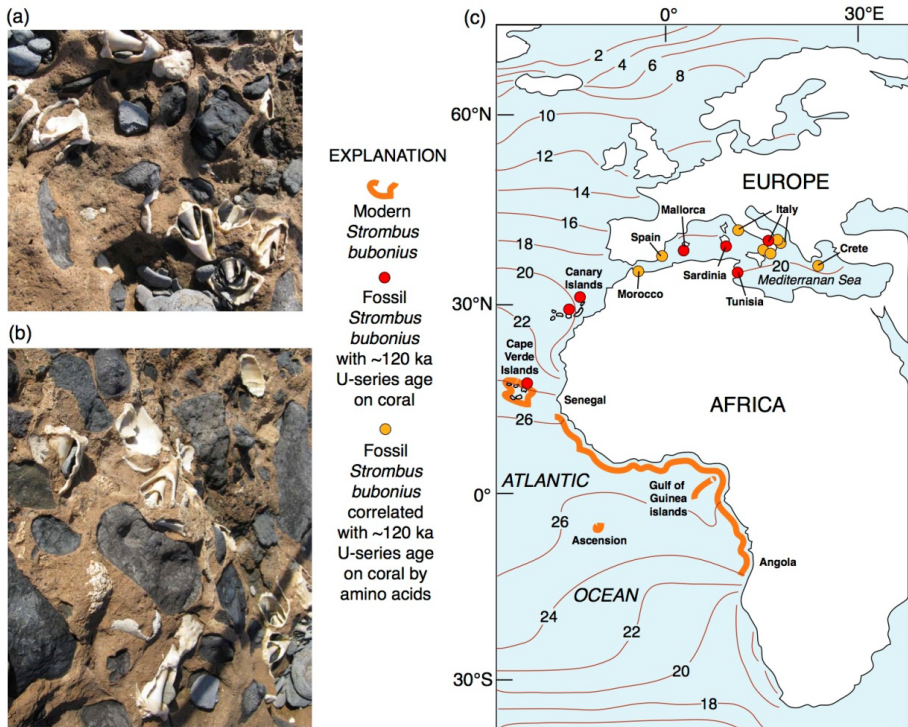 (a)
(b)
EXPLANATION
Modern
Strombus
bubonius
Fossil
Strombus
bubonius
with ~120 ka
U-series age
on coral
Fossil
Strombus
bubonius
correlated
with ~120 ka
U-series age
on coral by
amino acids
(c)
0°
30°E
2
4
6
8
60°N
10
12
14
16
18
20
EUROPE
Mallorca
Italy
Spain
Crete
Sardinia
20
Mediterranean Sea
Morocco
Tunisia
Canary
Islands
30°N
22
Cape
Verde
Islands
Senegal
26
AFRICA
ATLANTIC
0°
Gulf of
Guinea
islands
26
Ascension
Angola
OCEAN
24
22
20
30°S
18